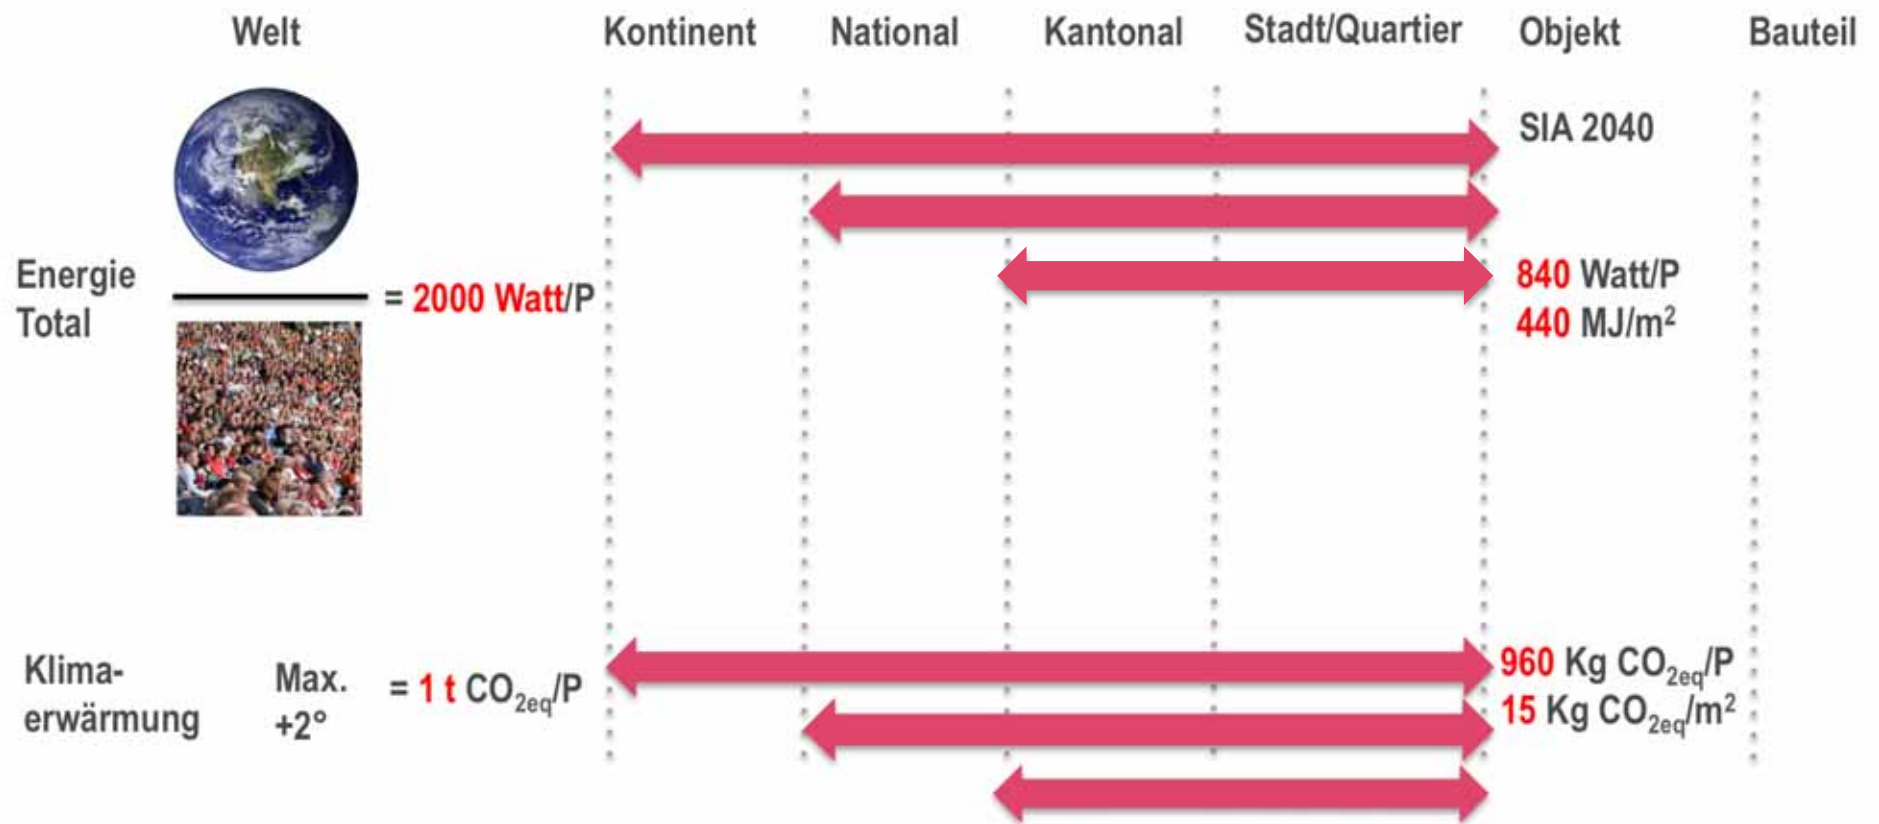 Welt Kontinent National Kantonal Stadt/Quartier Objekt Bauteil
SIA 2040
Energie
Total
= 2000 Watt/P
840 Watt/P
440 MJ/m²
Klima-
erwärmung
Max.
+2°
= 1 t CO₂eq/P
960 Kg CO₂eq/P
15 Kg CO₂eq/m²